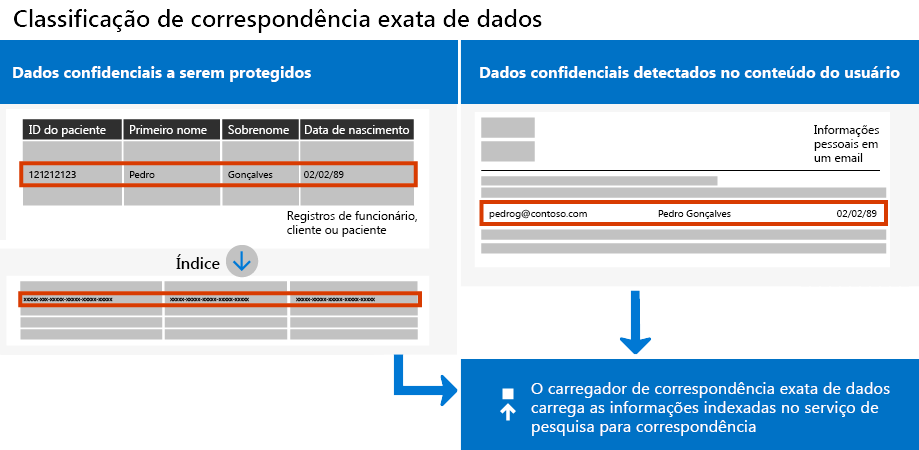 Classificação de correspondência exata de dados
Dados confidenciais a serem protegidos
ID do paciente Primeiro nome Sobrenome Data de nascimento
121212123 Pedro Gonçalves 02/02/89
Registros de funcionário,
cliente ou paciente
Índice
xxxxx-xxx-xxxxx-xxxxx-xxxxx-xxxxx xxxxx-xxxxx-xxxxx-xxxxx-xxxxx xxxxx-xxxxx-xxxxx-xxxxx-xxxxx
Dados confidenciais detectados no conteúdo do usuário
Informações
pessoais em
um email
pedrog@contoso.com Pedro Gonçalves 02/02/89
O carregador de correspondência exata de dados
carrega as informações indexadas no serviço de
pesquisa para correspondência